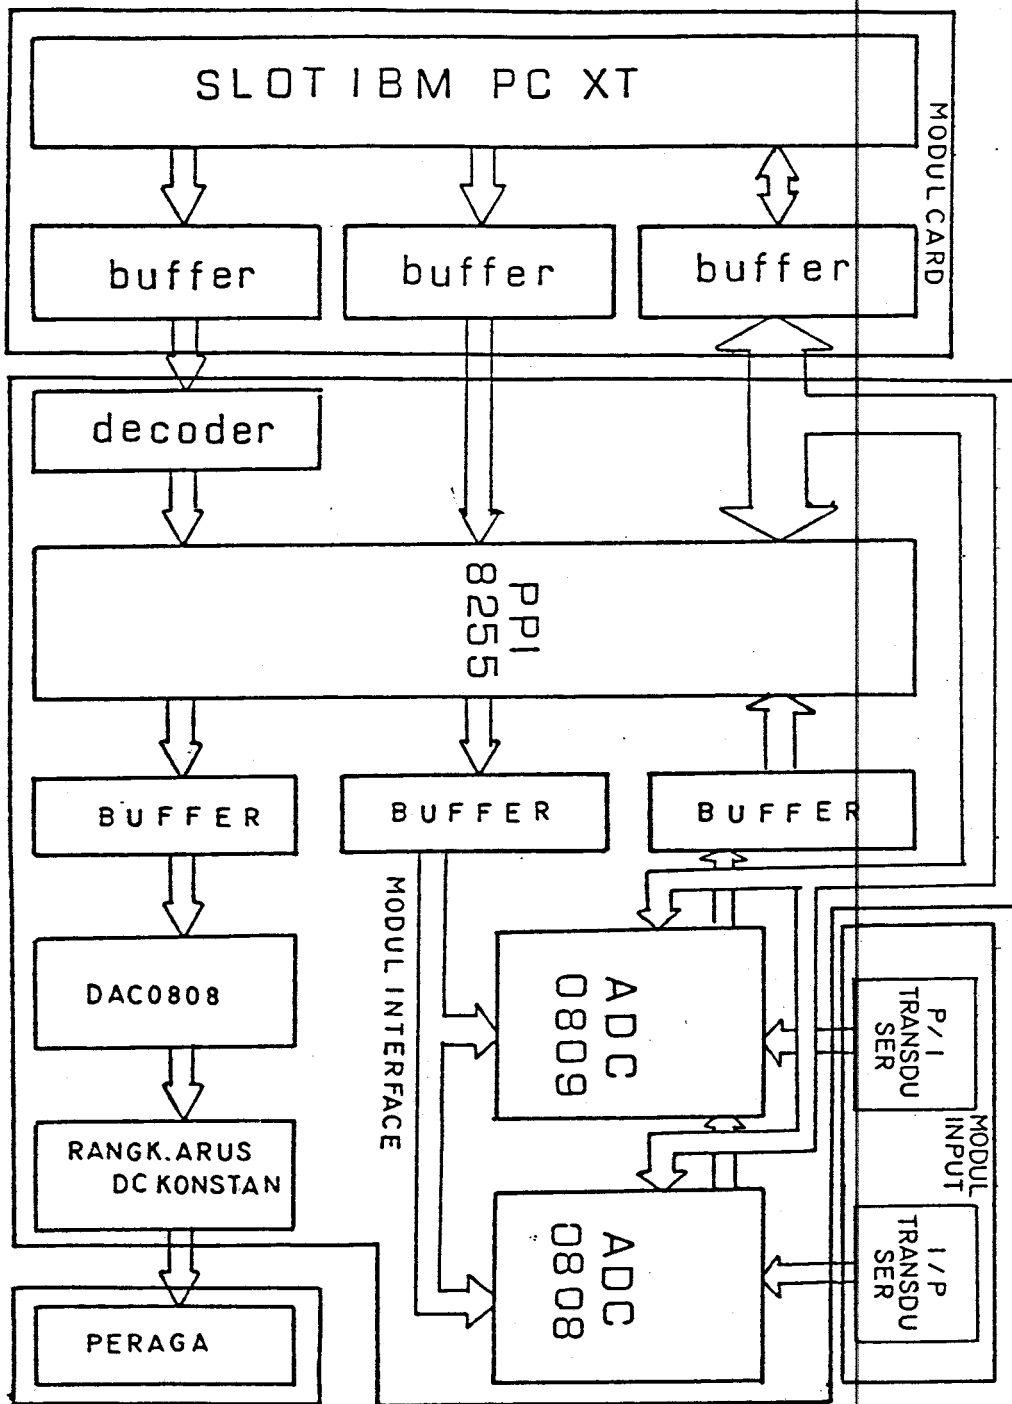 SLOT IBM PC XT
MODUL CARD
buffer
buffer
buffer
decoder
PPI
8255
BUFFER
BUFFER
BUFFER
MODUL INTERFACE
DAC0808
ADC
0809
P/I
TRANSDU
SER
MODUL
INPUT
RANGK.ARUS
DC KONSTAN
ADC
0808
I/P
TRANSDU
SER
PERAGA